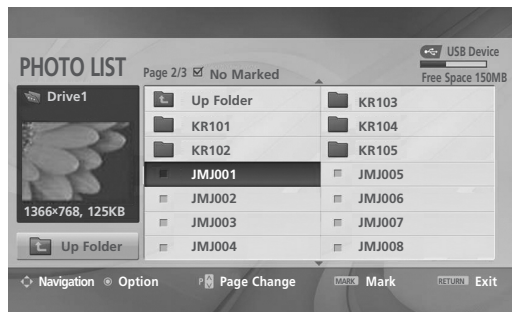 USB Device
PHOTO LIST
Page 2/3 No Marked
Free Space 150MB
Drive1
Up Folder KR103
KR101 KR104
KR102 KR105
JMJ001 JMJ005
JMJ002 JMJ006
1366×768, 125KB
JMJ003 JMJ007
Up Folder
JMJ004 JMJ008
Navigation Option P Page Change MARK Mark RETURN Exit